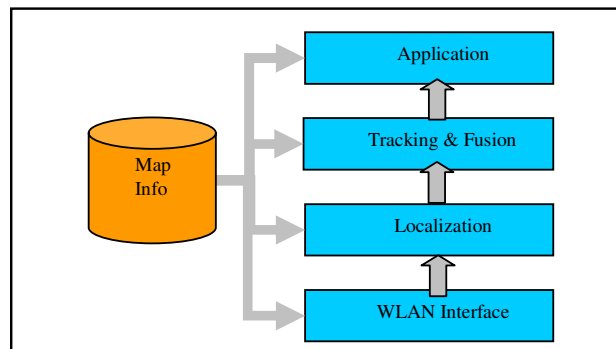 Application
Tracking & Fusion
Map
Info
Localization
WLAN Interface